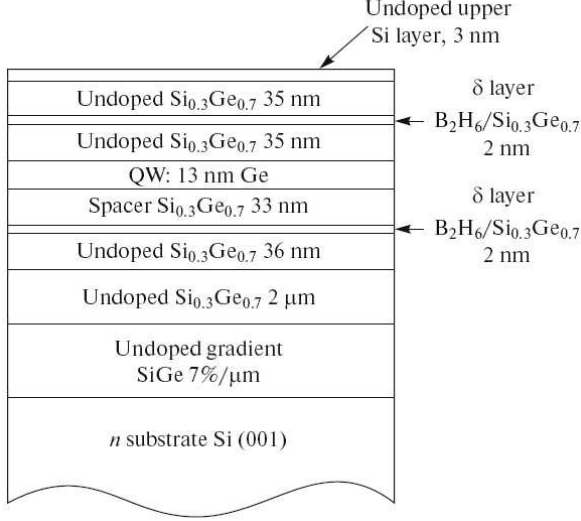 Undoped upper
Si layer, 3 nm
Undoped Si₀.₃Ge₀.₇ 35 nm
δ layer
B₂H₆/Si₀.₃Ge₀.₇
2 nm
Undoped Si₀.₃Ge₀.₇ 35 nm
QW: 13 nm Ge
Spacer Si₀.₃Ge₀.₇ 33 nm
δ layer
B₂H₆/Si₀.₃Ge₀.₇
2 nm
Undoped Si₀.₃Ge₀.₇ 36 nm
Undoped Si₀.₃Ge₀.₇ 2 μm
Undoped gradient
SiGe 7%/μm
n substrate Si (001)